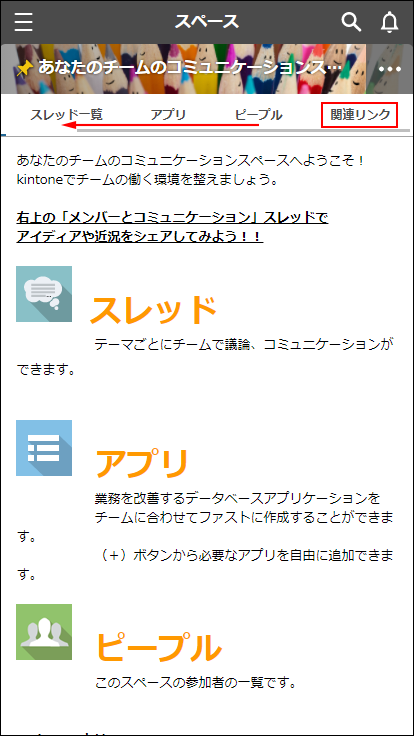 スペース
あなたのチームのコミュニケーションス…
スレッド一覧 アプリ ピープル 関連リンク
あなたのチームのコミュニケーションスペースへようこそ！
kintoneでチームの働く環境を整えましょう。
右上の「メンバーとコミュニケーション」スレッドで
アイディアや近況をシェアしてみよう！！
スレッド
テーマごとにチームで議論、コミュニケーションが
できます。
アプリ
業務を改善するデータベースアプリケーションを
チームに合わせてファストに作成することができま
す。
（＋）ボタンから必要なアプリを自由に追加できま
す。
ピープル
このスペースの参加者の一覧です。